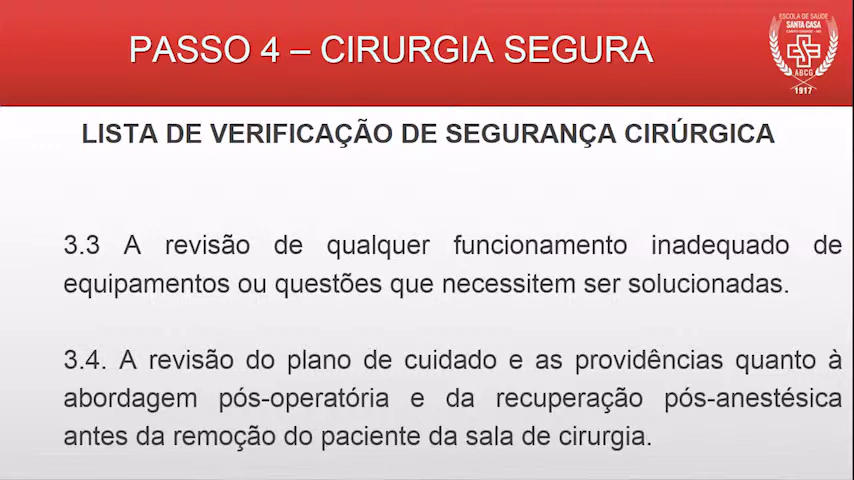 PASSO 4 – CIRURGIA SEGURA
ESCOLA DE SAÚDE
SANTA CASA
CAMPO GRANDE - MS
ABCG
1917
LISTA DE VERIFICAÇÃO DE SEGURANÇA CIRÚRGICA
3.3 A revisão de qualquer funcionamento inadequado de
equipamentos ou questões que necessitem ser solucionadas.
3.4. A revisão do plano de cuidado e as providências quanto à
abordagem pós-operatória e da recuperação pós-anestésica
antes da remoção do paciente da sala de cirurgia.